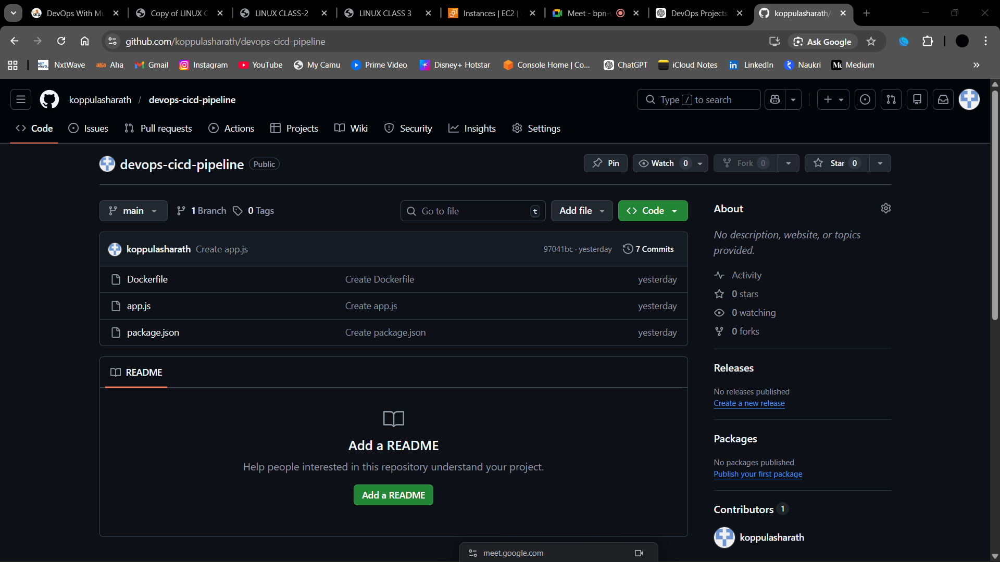 DevOps With Mu
Copy of LINUX C
LINUX CLASS-2
LINUX CLASS 3
Instances | EC2 |
Meet - bpn-
DevOps Projects
koppulasharath/
github.com/koppulasharath/devops-cicd-pipeline
Ask Google
NxtWave
Aha
Gmail
Instagram
YouTube
My Camu
Prime Video
Disney+ Hotstar
Console Home | Co...
ChatGPT
iCloud Notes
LinkedIn
Naukri
Medium
koppulasharath / devops-cicd-pipeline
Type / to search
Code
Issues
Pull requests
Actions
Projects
Wiki
Security
Insights
Settings
devops-cicd-pipeline Public
Pin
Watch 0
Fork 0
Star 0
main
1 Branch
0 Tags
Go to file t
Add file
Code
koppulasharath Create app.js 97041bc · yesterday 7 Commits
Dockerfile Create Dockerfile yesterday
app.js Create app.js yesterday
package.json Create package.json yesterday
README
Add a README
Help people interested in this repository understand your project.
Add a README
About
No description, website, or topics
provided.
Activity
0 stars
0 watching
0 forks
Releases
No releases published
Create a new release
Packages
No packages published
Publish your first package
Contributors 1
koppulasharath
meet.google.com